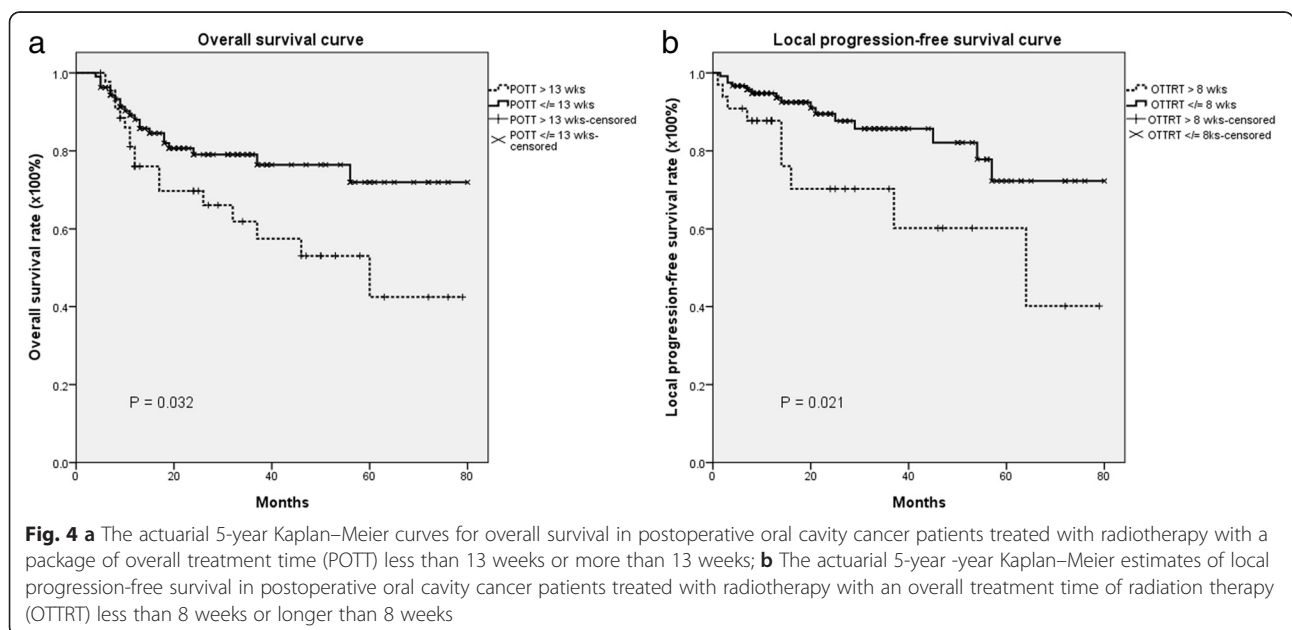 a
Overall survival curve
Overall survival rate (x100%)
1.0
0.8
0.6
0.4
0.2
0.0
0
20
40
60
80
Months
P = 0.032
POTT > 13 wks
POTT </= 13 wks
POTT > 13 wks-censored
POTT </= 13 wks-
censored
b
Local progression-free survival curve
Local progression-free survival rate (x100%)
1.0
0.8
0.6
0.4
0.2
0.0
0
20
40
60
80
Months
P = 0.021
OTTRT > 8 wks
OTTRT </= 8 wks
OTTRT > 8 wks-censored
OTTRT </= 8ks-censored
Fig. 4 a The actuarial 5-year Kaplan–Meier curves for overall survival in postoperative oral cavity cancer patients treated with radiotherapy with a
package of overall treatment time (POTT) less than 13 weeks or more than 13 weeks; b The actuarial 5-year -year Kaplan–Meier estimates of local
progression-free survival in postoperative oral cavity cancer patients treated with radiotherapy with an overall treatment time of radiation therapy
(OTTRT) less than 8 weeks or longer than 8 weeks